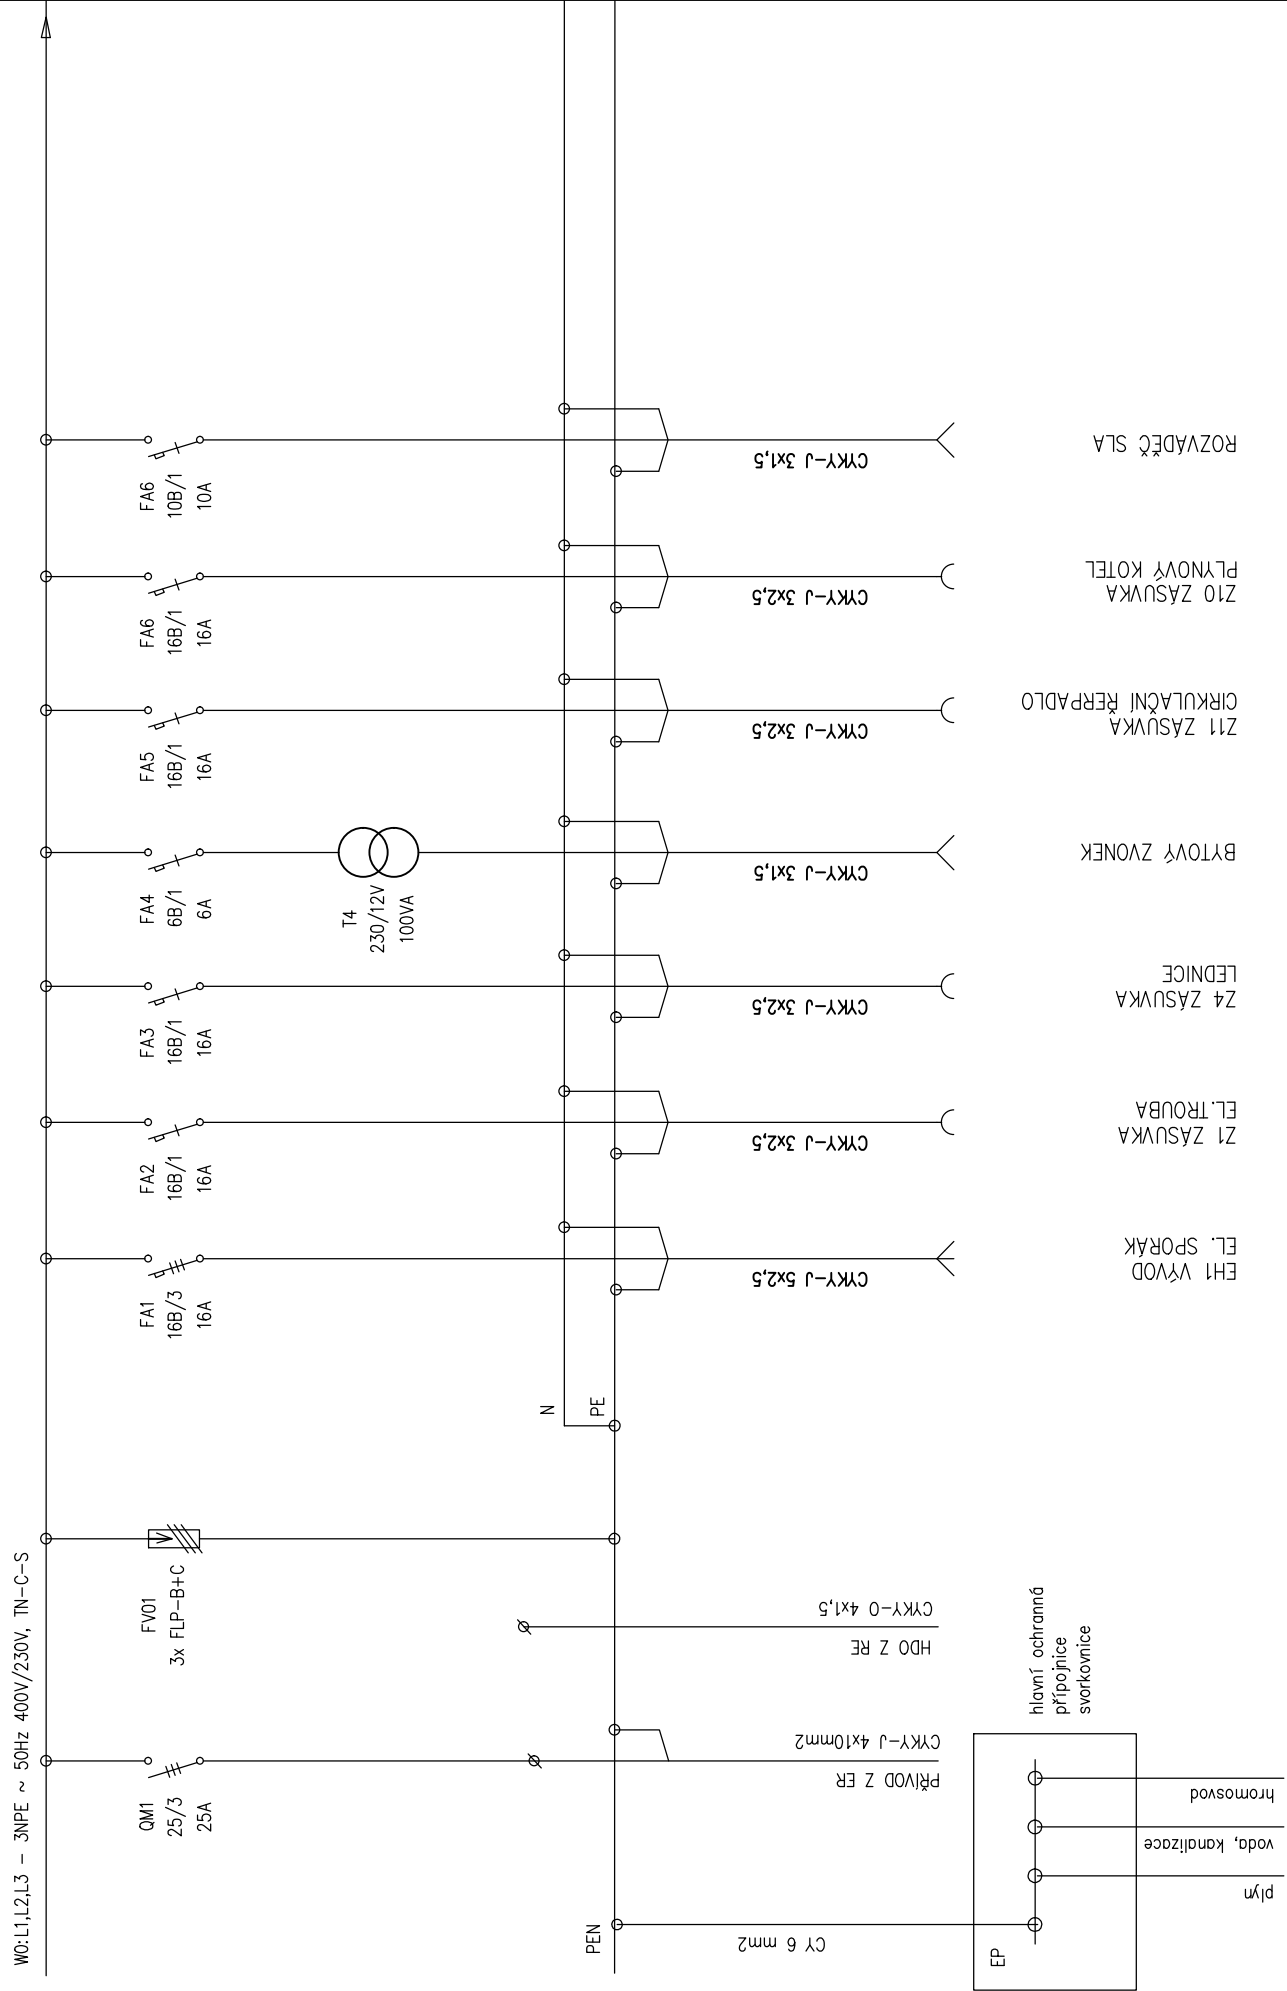 WO:L1,L2,L3 – 3NPE ~ 50Hz 400V/230V, TN-C-S
QM1
25/3
25A
FV01
3x FLP-B+C
FA1
16B/3
16A
FA2
16B/1
16A
FA3
16B/1
16A
FA4
6B/1
6A
T4
230/12V
100VA
FA5
16B/1
16A
FA6
16B/1
16A
FA6
10B/1
10A
N
PE
PEN
CY 6 mm2
PŘÍVOD Z ER
CYKY-J 4x10mm2
HDO Z RE
CYKY-O 4x1,5
CYKY-J 5x2,5
CYKY-J 3x2,5
CYKY-J 3x2,5
CYKY-J 3x1,5
CYKY-J 3x2,5
CYKY-J 3x2,5
CYKY-J 3x1,5
EH1 VÝVOD
EL. SPORÁK
Z1 ZÁSUVKA
EL.TROUBA
Z4 ZÁSUVKA
LEDNICE
BYTOVÝ ZVONEK
Z11 ZÁSUVKA
CIRKULAČNÍ ŘERPADLO
Z10 ZÁSUVKA
PLYNOVÝ KOTEL
ROZVÁDĚČ SLA
EP
hlavní ochranná
přípojnice
svorkovnice
plyn
voda, kanalizace
hromosvod